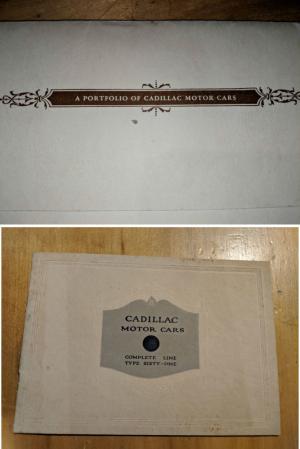 A PORTFOLIO OF CADILLAC MOTOR CARS
CADILLAC
MOTOR CARS
COMPLETE LINE
TYPE SIXTY-ONE